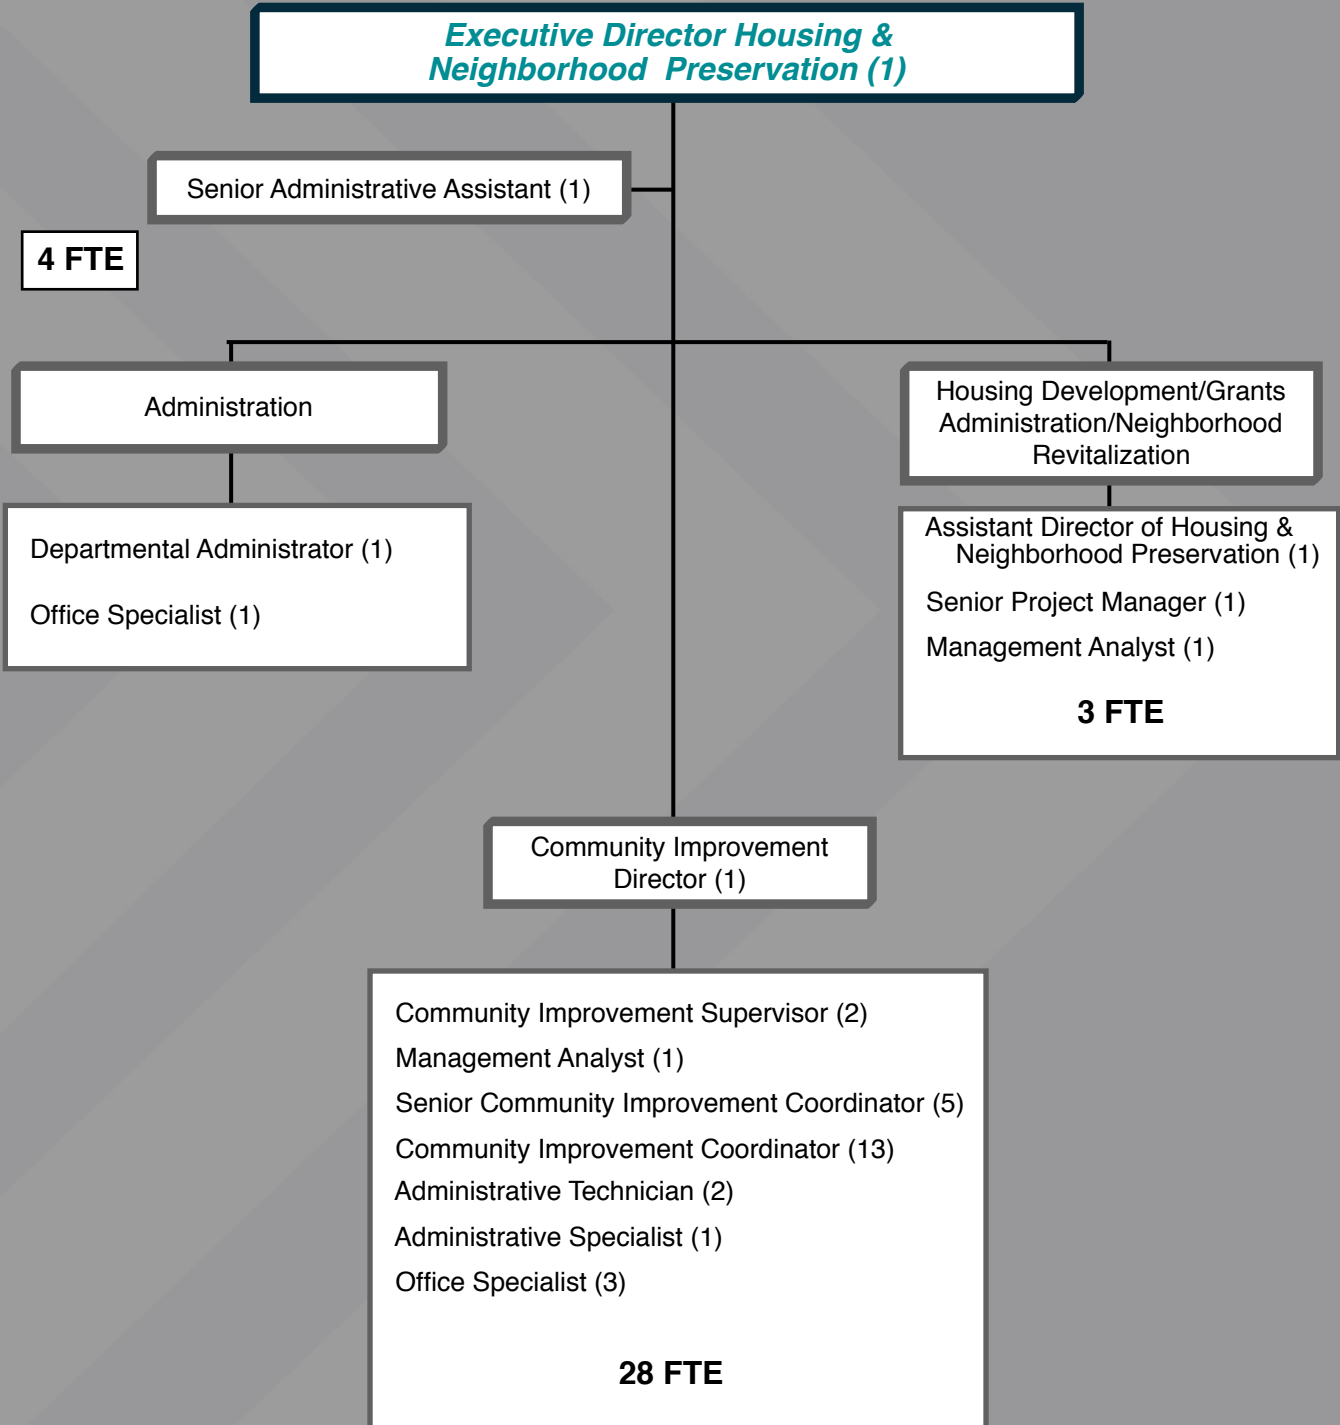 Executive Director Housing &
Neighborhood Preservation (1)
Senior Administrative Assistant (1)
4 FTE
Administration
Departmental Administrator (1)
Office Specialist (1)
Housing Development/Grants
Administration/Neighborhood
Revitalization
Assistant Director of Housing &
Neighborhood Preservation (1)
Senior Project Manager (1)
Management Analyst (1)
3 FTE
Community Improvement
Director (1)
Community Improvement Supervisor (2)
Management Analyst (1)
Senior Community Improvement Coordinator (5)
Community Improvement Coordinator (13)
Administrative Technician (2)
Administrative Specialist (1)
Office Specialist (3)
28 FTE